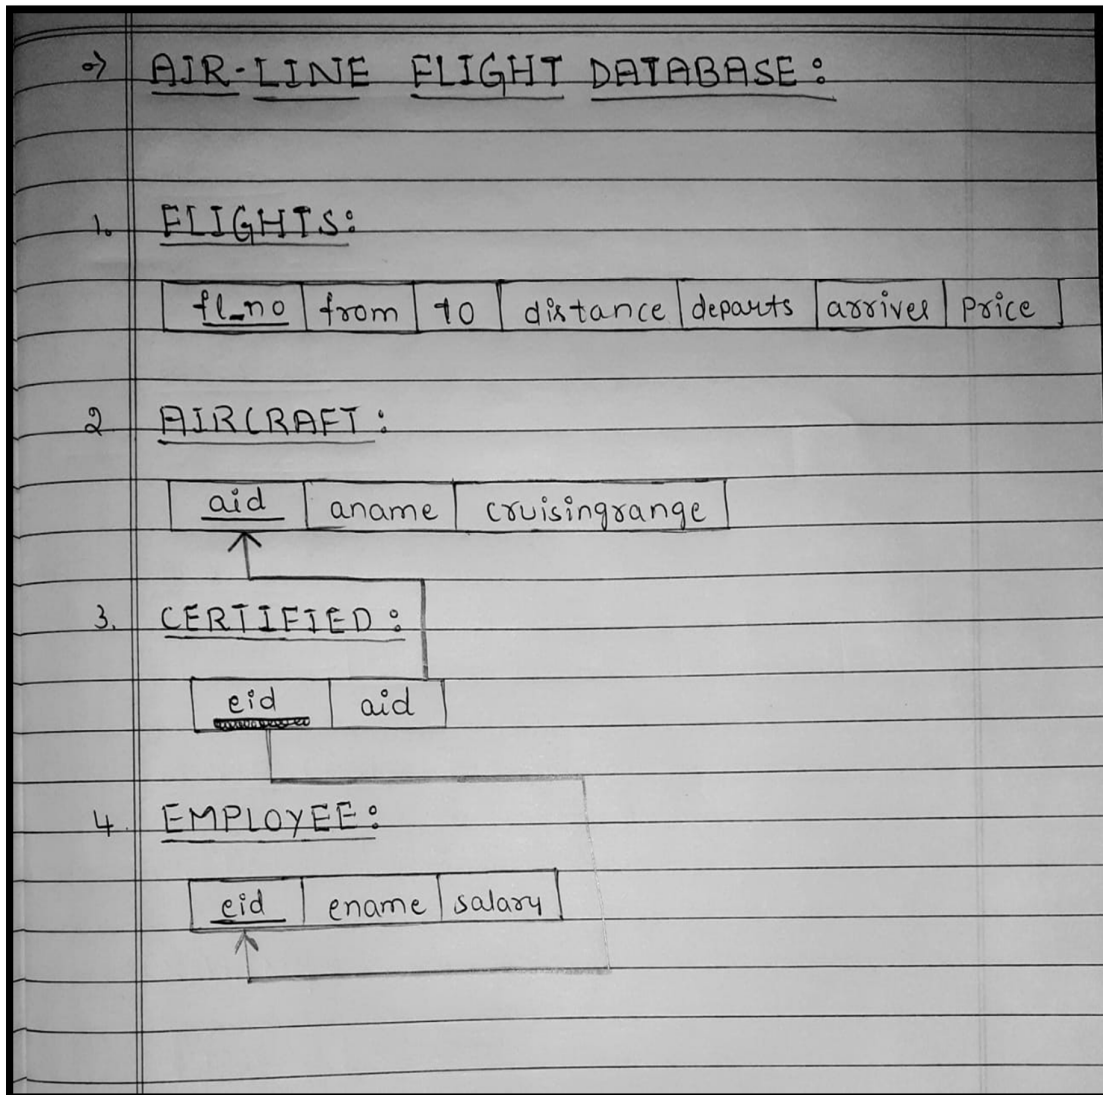 => AIR-LINE FLIGHT DATABASE:
1. FLIGHTS:
fl_no from to distance departs arrives price
2 AIRCRAFT:
aid aname cruisingrange
3. CERTIFIED:
eid aid
4. EMPLOYEE:
eid ename salary